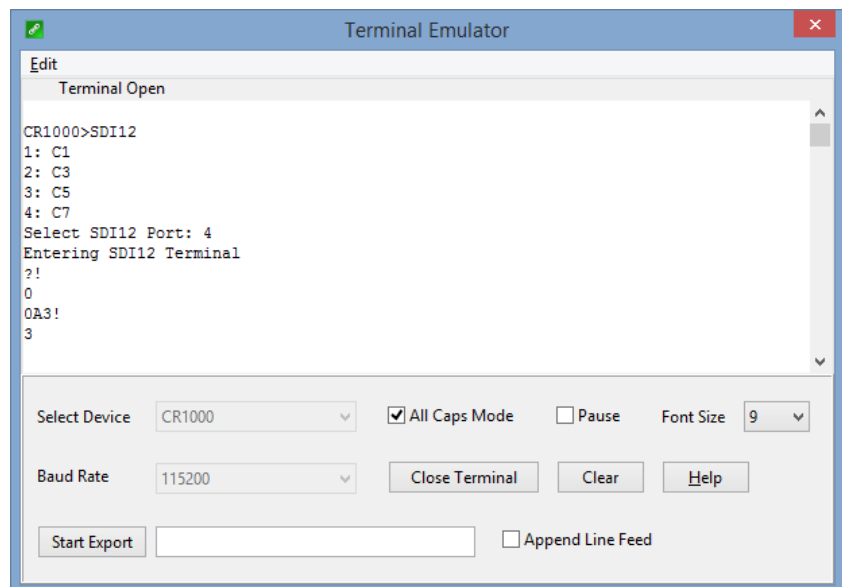 Terminal Emulator
Edit
Terminal Open
CR1000>SDI12
1: C1
2: C3
3: C5
4: C7
Select SDI12 Port: 4
Entering SDI12 Terminal
?!
0
0A3!
3
Select Device CR1000 All Caps Mode Pause Font Size 9
Baud Rate 115200 Close Terminal Clear Help
Start Export Append Line Feed